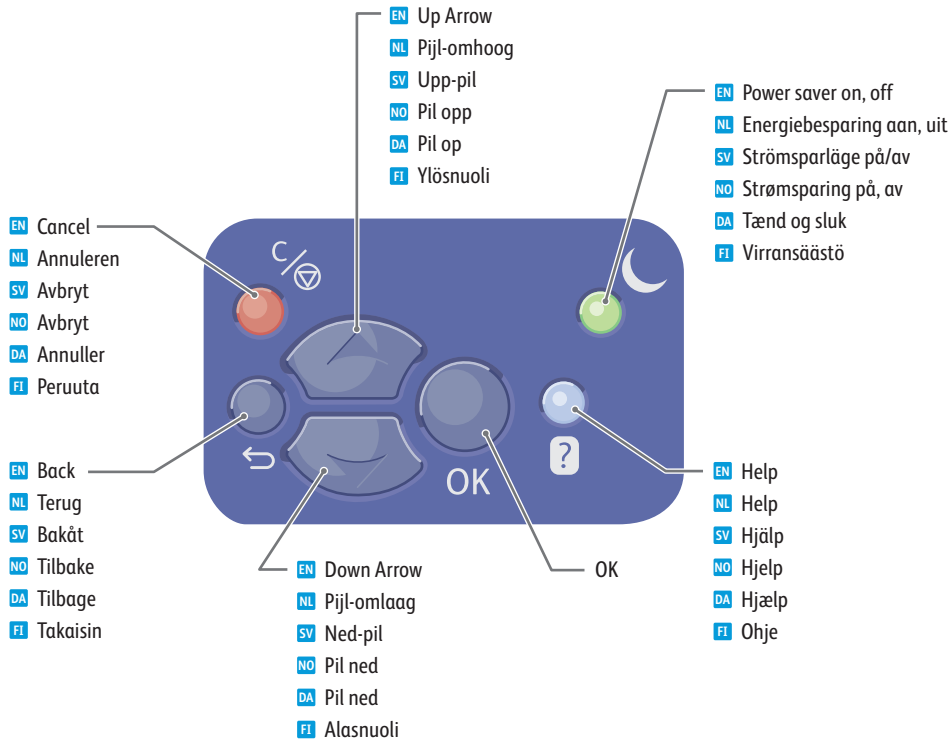 EN Up Arrow
NL Pijl-omhoog
SV Upp-pil
NO Pil opp
DA Pil op
FI Ylösnuoli
EN Power saver on, off
NL Energiebesparing aan, uit
SV Strömsparläge på/av
NO Strømsparing på, av
DA Tænd og sluk
FI Virransäästö
EN Cancel
NL Annuleren
SV Avbryt
NO Avbryt
DA Annuller
FI Peruuta
C/
OK
?
EN Back
NL Terug
SV Bakåt
NO Tilbake
DA Tilbage
FI Takaisin
EN Down Arrow
NL Pijl-omlaag
SV Ned-pil
NO Pil ned
DA Pil ned
FI Alasnuoli
OK
EN Help
NL Help
SV Hjälp
NO Hjelp
DA Hjælp
FI Ohje